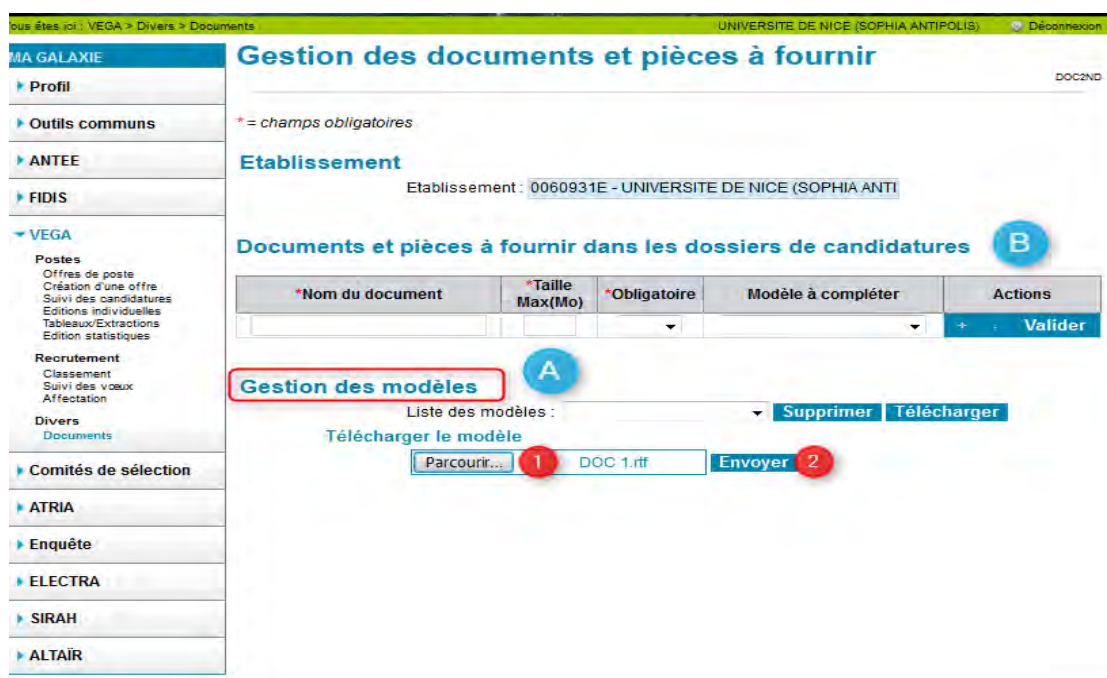 ous êtes ici : VEGA > Divers > Documents
UNIVERSITE DE NICE (SOPHIA ANTIPOLIS)
Déconnexion
MA GALAXIE
Profil
Outils communs
ANTEE
FIDIS
VEGA
Postes
Offres de poste
Création d'une offre
Suivi des candidatures
Editions individuelles
Tableaux/Extractions
Edition statistiques
Recrutement
Classement
Suivi des vœux
Affectation
Divers
Documents
Comités de sélection
ATRIA
Enquête
ELECTRA
SIRAH
ALTAÏR
Gestion des documents et pièces à fournir
DOC2ND
* = champs obligatoires
Etablissement
Etablissement : 0060931E - UNIVERSITE DE NICE (SOPHIA ANTI
Documents et pièces à fournir dans les dossiers de candidatures B
*Nom du document *Taille Max(Mo) *Obligatoire Modèle à compléter Actions
+ Valider
A
Gestion des modèles
Liste des modèles : Supprimer Télécharger
Télécharger le modèle
Parcourir... 1 DOC 1.rtf Envoyer 2